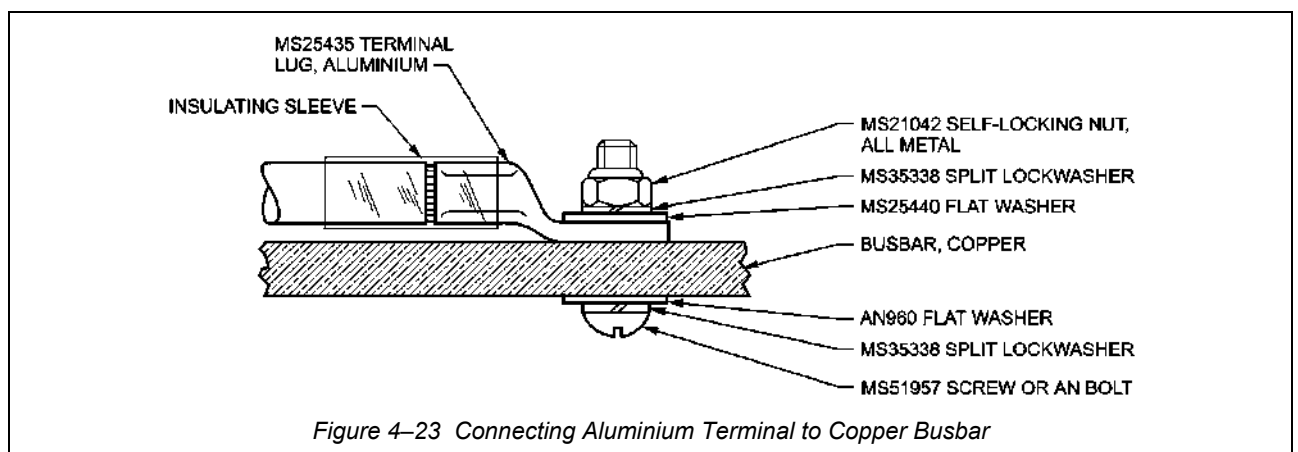 MS25435 TERMINAL
LUG, ALUMINIUM
INSULATING SLEEVE
MS21042 SELF-LOCKING NUT,
ALL METAL
MS35338 SPLIT LOCKWASHER
MS25440 FLAT WASHER
BUSBAR, COPPER
AN960 FLAT WASHER
MS35338 SPLIT LOCKWASHER
MS51957 SCREW OR AN BOLT
Figure 4–23 Connecting Aluminium Terminal to Copper Busbar